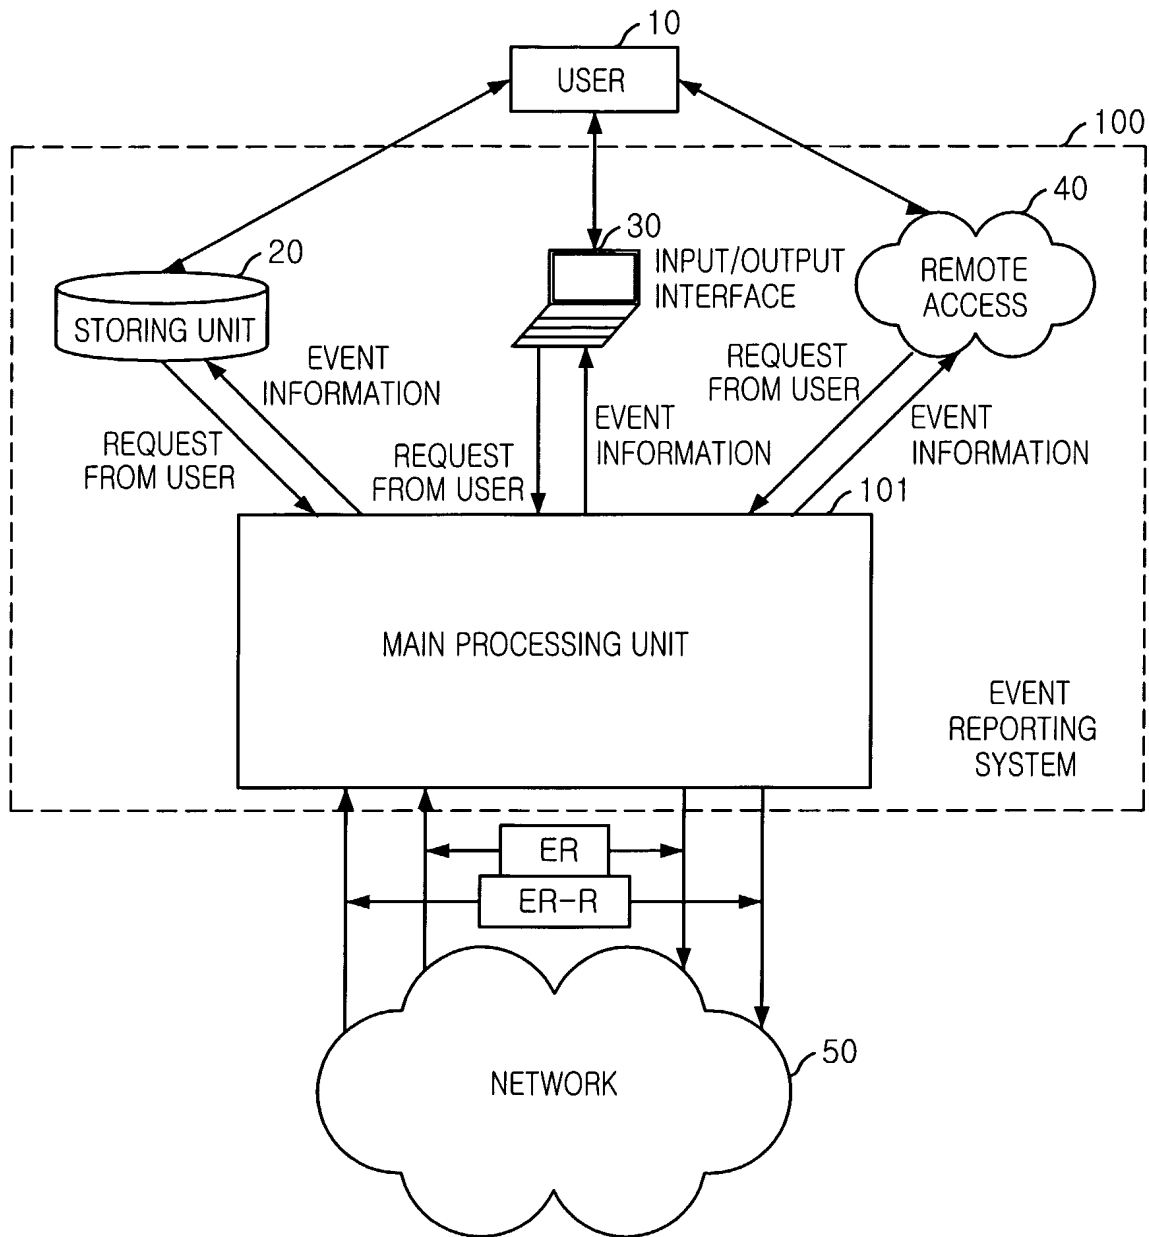 10
USER
100
40
20
30
INPUT/OUTPUT
INTERFACE
REMOTE
ACCESS
STORING UNIT
EVENT
INFORMATION
REQUEST
FROM USER
REQUEST
FROM USER
EVENT
INFORMATION
REQUEST
FROM USER
EVENT
INFORMATION
101
MAIN PROCESSING UNIT
EVENT
REPORTING
SYSTEM
ER
ER-R
50
NETWORK